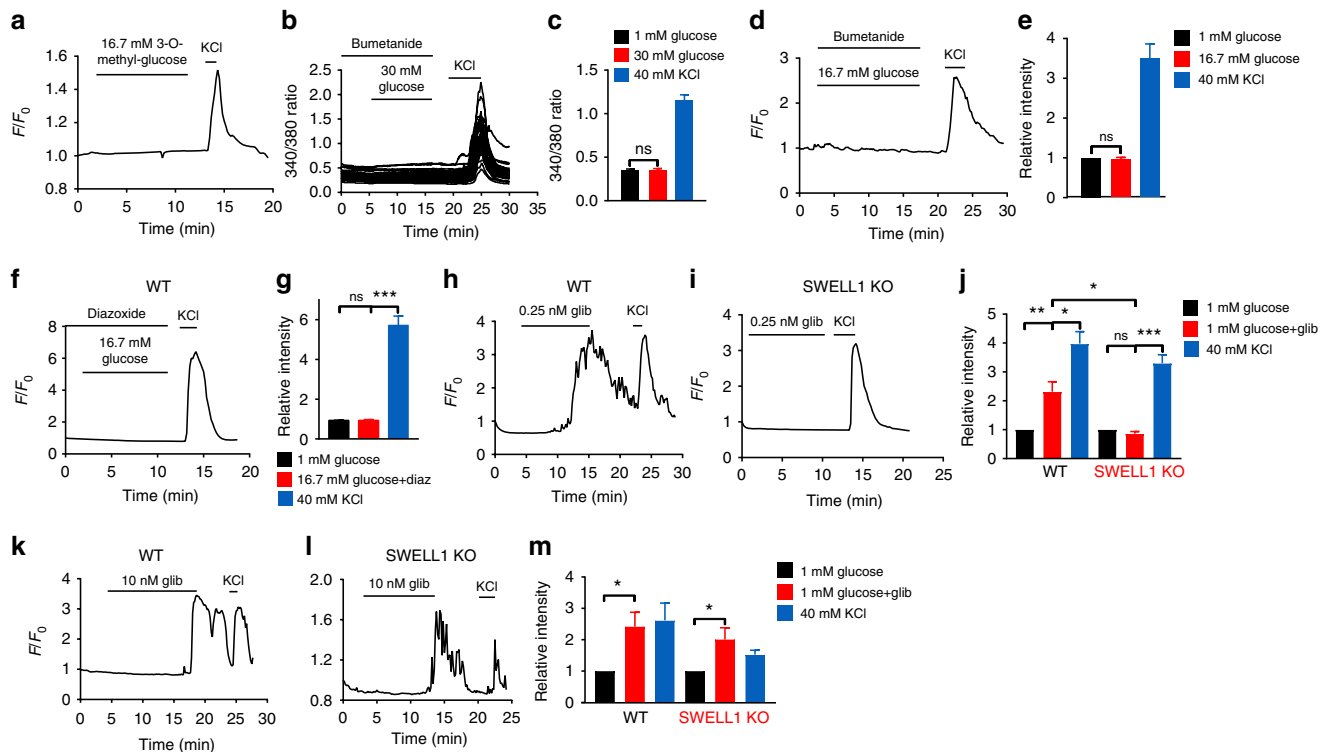 a
16.7 mM 3-O-
methyl-glucose
KCl
1.6
1.4
1.2
1.0
0.8
F/F0
0
5
10
15
20
Time (min)
b
Bumetanide
30 mM
glucose
KCl
2.5
2.0
1.5
1.0
0.5
0.0
340/380 ratio
0
5
10
15
20
25
30
35
Time (min)
c
1 mM glucose
30 mM glucose
40 mM KCl
1.5
1.0
0.5
0.0
340/380 ratio
ns
d
Bumetanide
16.7 mM glucose
KCl
3
2
1
0
F/F0
0
5
10
15
20
25
30
Time (min)
e
1 mM glucose
16.7 mM glucose
40 mM KCl
4
3
2
1
0
Relative intensity
ns
f
WT
Diazoxide
16.7 mM
glucose
KCl
8
6
4
2
0
F/F0
0
5
10
15
20
Time (min)
g
ns
***
6
4
2
0
Relative intensity
1 mM glucose
16.7 mM glucose+diaz
40 mM KCl
h
WT
0.25 nM glib
KCl
4
3
2
1
0
F/F0
0
5
10
15
20
25
30
Time (min)
i
SWELL1 KO
0.25 nM glib
KCl
4
3
2
1
0
F/F0
0
5
10
15
20
25
Time (min)
j
*
**
*
ns
***
5
4
3
2
1
0
Relative intensity
WT
SWELL1 KO
1 mM glucose
1 mM glucose+glib
40 mM KCl
k
WT
10 nM glib
KCl
4
3
2
1
0
F/F0
0
5
10
15
20
25
30
Time (min)
l
SWELL1 KO
10 nM glib
KCl
2.0
1.6
1.2
0.8
0
5
10
15
20
25
Time (min)
m
*
*
4
3
2
1
0
Relative intensity
WT
SWELL1 KO
1 mM glucose
1 mM glucose+glib
40 mM KCl